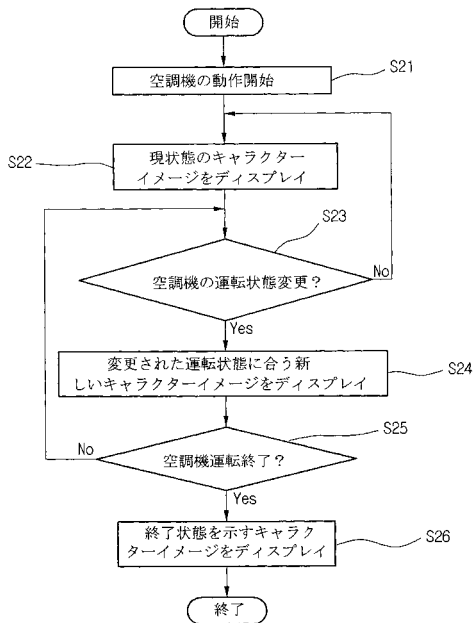 開始
空調機の動作開始
S21
現状態のキャラクター
イメージをディスプレイ
S22
空調機の運転状態変更?
S23
No
Yes
変更された運転状態に合う新
しいキャラクターイメージをディスプレイ
S24
空調機運転終了?
S25
No
Yes
終了状態を示すキャラク
ターイメージをディスプレイ
S26
終了